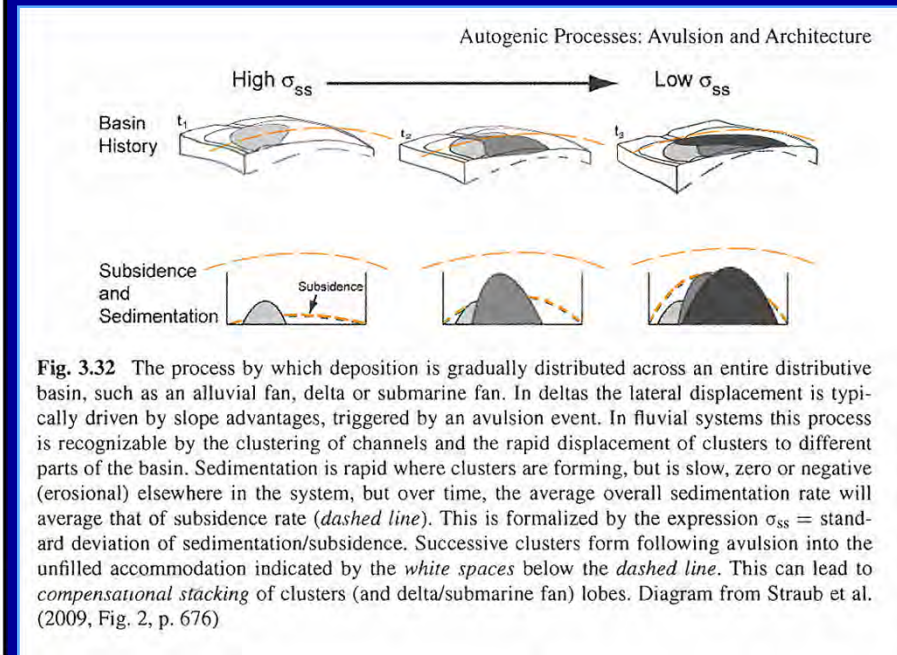 Autogenic Processes: Avulsion and Architecture
High σss
Low σss
Basin
History
t1
t2
t3
Subsidence
and
Sedimentation
Subsidence
Fig. 3.32 The process by which deposition is gradually distributed across an entire distributive
basin, such as an alluvial fan, delta or submarine fan. In deltas the lateral displacement is typi-
cally driven by slope advantages, triggered by an avulsion event. In fluvial systems this process
is recognizable by the clustering of channels and the rapid displacement of clusters to different
parts of the basin. Sedimentation is rapid where clusters are forming, but is slow, zero or negative
(erosional) elsewhere in the system, but over time, the average overall sedimentation rate will
average that of subsidence rate (dashed line). This is formalized by the expression σss = stand-
ard deviation of sedimentation/subsidence. Successive clusters form following avulsion into the
unfilled accommodation indicated by the white spaces below the dashed line. This can lead to
compensational stacking of clusters (and delta/submarine fan) lobes. Diagram from Straub et al.
(2009, Fig. 2, p. 676)